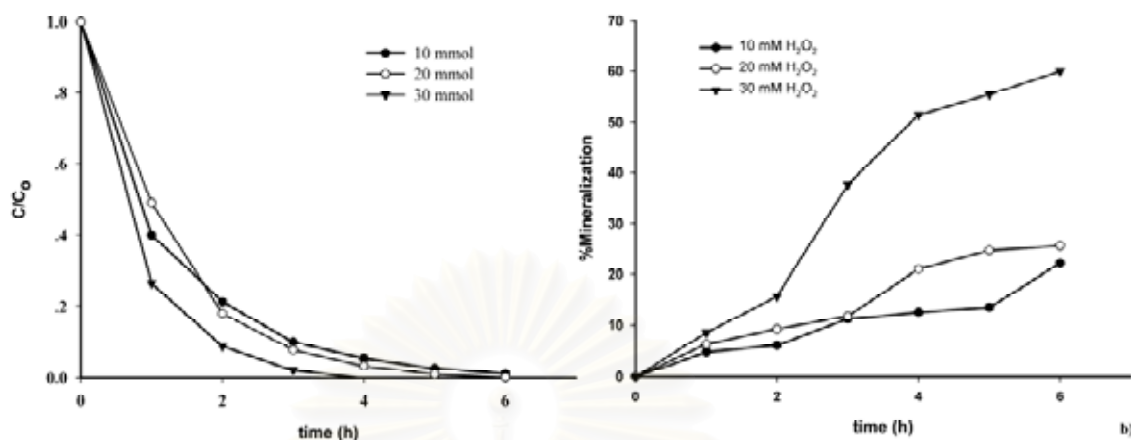 1.0
.8
.6
.4
.2
0.0
C/Co
10 mmol
20 mmol
30 mmol
0
2
4
6
time (h)
70
60
50
40
30
20
10
0
%Mineralization
10 mM H₂O₂
20 mM H₂O₂
30 mM H₂O₂
0
2
4
6
time (h)
b)